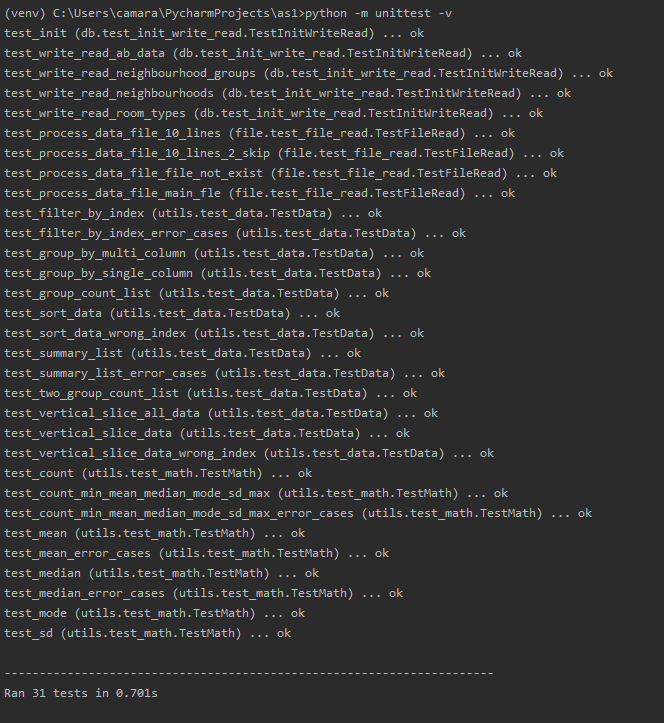 (venv) C:\Users\camara\PycharmProjects\as1>python -m unittest -v
test_init (db.test_init_write_read.TestInitWriteRead) ... ok
test_write_read_ab_data (db.test_init_write_read.TestInitWriteRead) ... ok
test_write_read_neighbourhood_groups (db.test_init_write_read.TestInitWriteRead) ... ok
test_write_read_neighbourhoods (db.test_init_write_read.TestInitWriteRead) ... ok
test_write_read_room_types (db.test_init_write_read.TestInitWriteRead) ... ok
test_process_data_file_10_lines (file.test_file_read.TestFileRead) ... ok
test_process_data_file_10_lines_2_skip (file.test_file_read.TestFileRead) ... ok
test_process_data_file_file_not_exist (file.test_file_read.TestFileRead) ... ok
test_process_data_file_main_fle (file.test_file_read.TestFileRead) ... ok
test_filter_by_index (utils.test_data.TestData) ... ok
test_filter_by_index_error_cases (utils.test_data.TestData) ... ok
test_group_by_multi_column (utils.test_data.TestData) ... ok
test_group_by_single_column (utils.test_data.TestData) ... ok
test_group_count_list (utils.test_data.TestData) ... ok
test_sort_data (utils.test_data.TestData) ... ok
test_sort_data_wrong_index (utils.test_data.TestData) ... ok
test_summary_list (utils.test_data.TestData) ... ok
test_summary_list_error_cases (utils.test_data.TestData) ... ok
test_two_group_count_list (utils.test_data.TestData) ... ok
test_vertical_slice_all_data (utils.test_data.TestData) ... ok
test_vertical_slice_data (utils.test_data.TestData) ... ok
test_vertical_slice_data_wrong_index (utils.test_data.TestData) ... ok
test_count (utils.test_math.TestMath) ... ok
test_count_min_mean_median_mode_sd_max (utils.test_math.TestMath) ... ok
test_count_min_mean_median_mode_sd_max_error_cases (utils.test_math.TestMath) ... ok
test_mean (utils.test_math.TestMath) ... ok
test_mean_error_cases (utils.test_math.TestMath) ... ok
test_median (utils.test_math.TestMath) ... ok
test_median_error_cases (utils.test_math.TestMath) ... ok
test_mode (utils.test_math.TestMath) ... ok
test_sd (utils.test_math.TestMath) ... ok
----------------------------------------------------------------------
Ran 31 tests in 0.701s